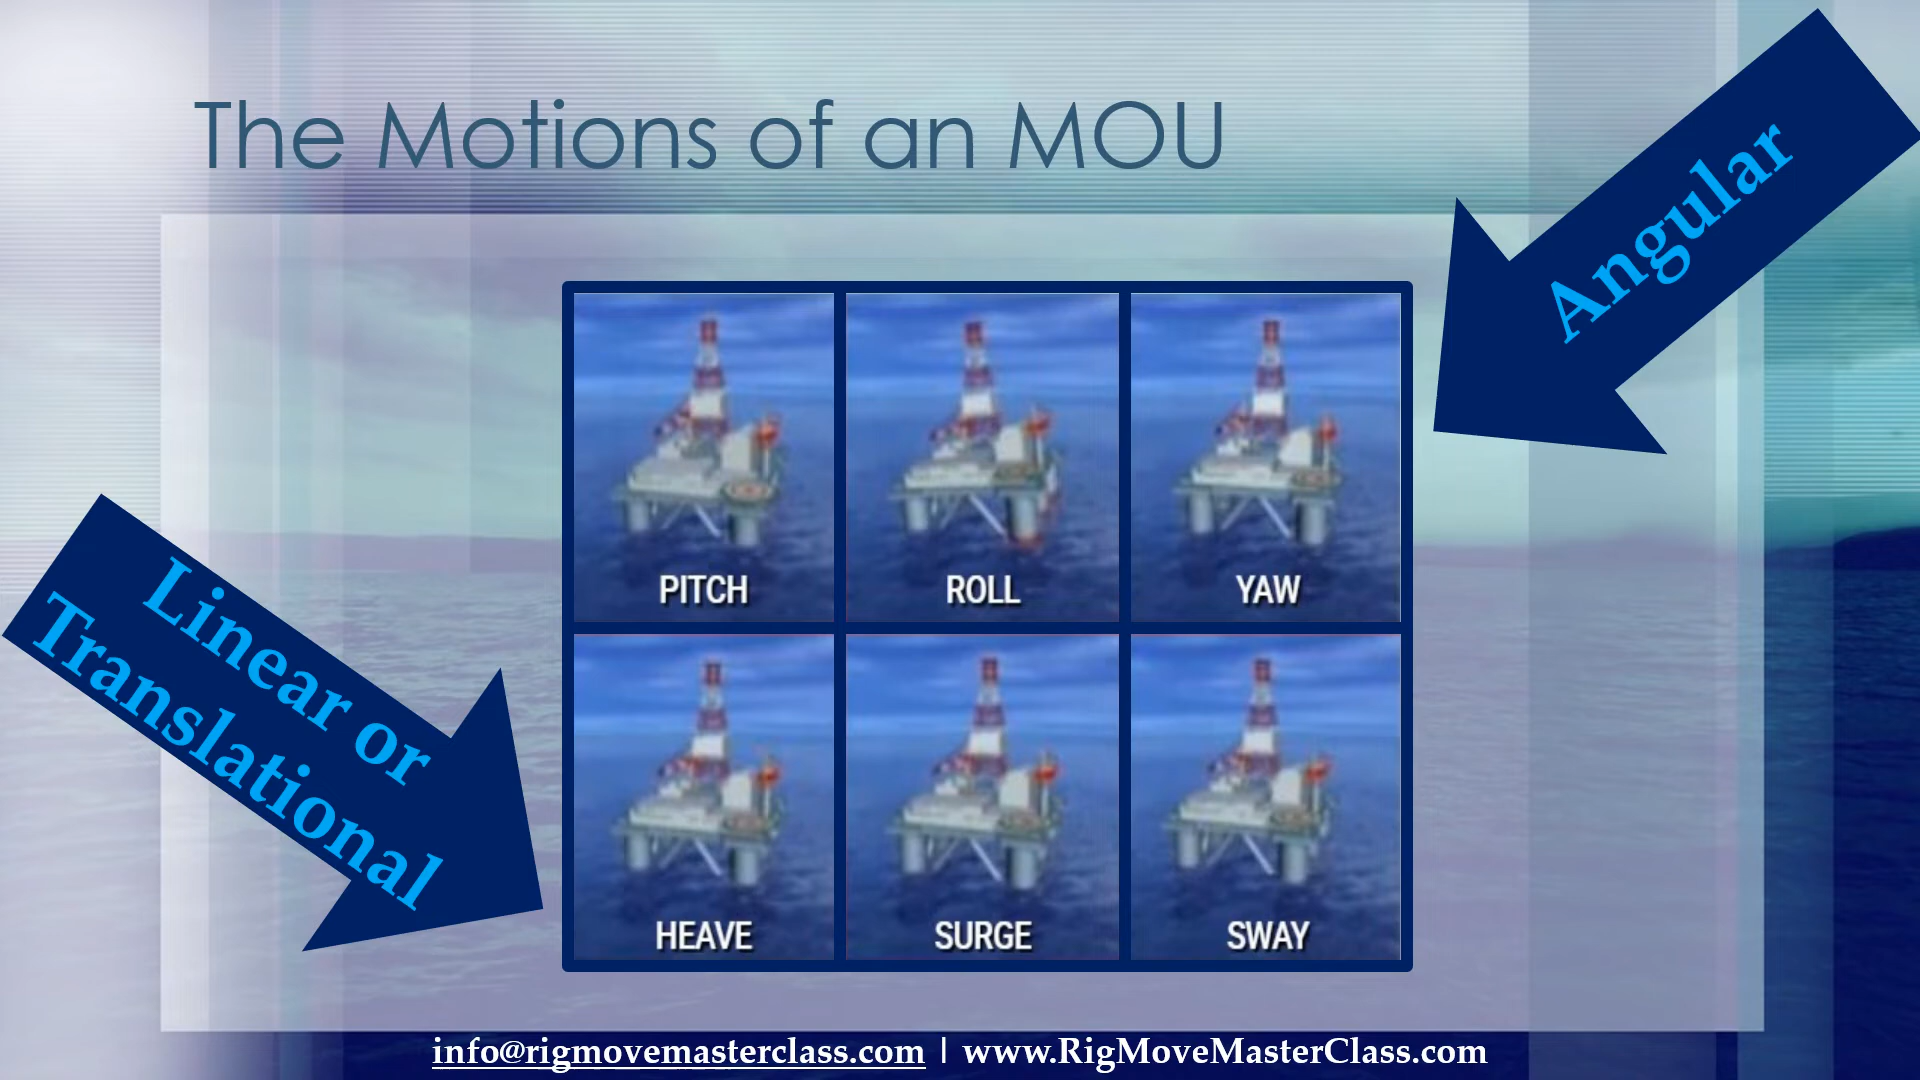 The Motions of an MOU
Angular
PITCH
ROLL
YAW
Linear or
Translational
HEAVE
SURGE
SWAY
info@rigmovemasterclass.com | www.RigMoveMasterClass.com